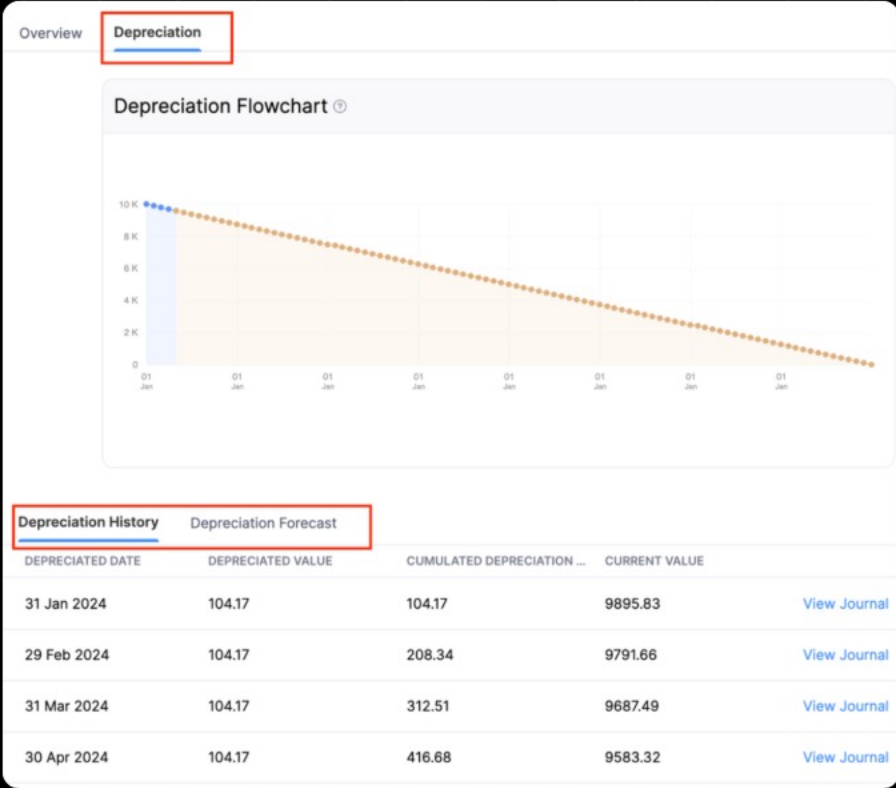 Overview Depreciation
Depreciation Flowchart ?
10 K
8 K
6 K
4 K
2 K
0
01 01 01 01 01 01 01 01
Jan Jan Jan Jan Jan Jan Jan Jan
Depreciation History Depreciation Forecast
DEPRECIATED DATE DEPRECIATED VALUE CUMULATED DEPRECIATION ... CURRENT VALUE
31 Jan 2024 104.17 104.17 9895.83 View Journal
29 Feb 2024 104.17 208.34 9791.66 View Journal
31 Mar 2024 104.17 312.51 9687.49 View Journal
30 Apr 2024 104.17 416.68 9583.32 View Journal